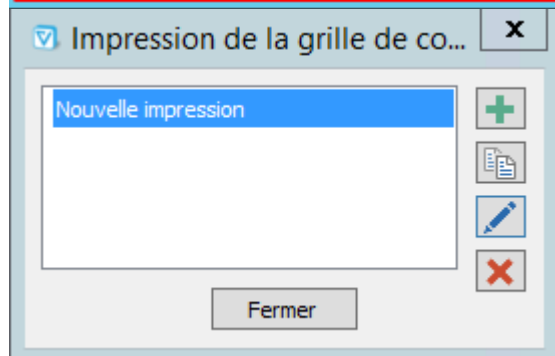 Impression de la grille de co...
Nouvelle impression
Fermer